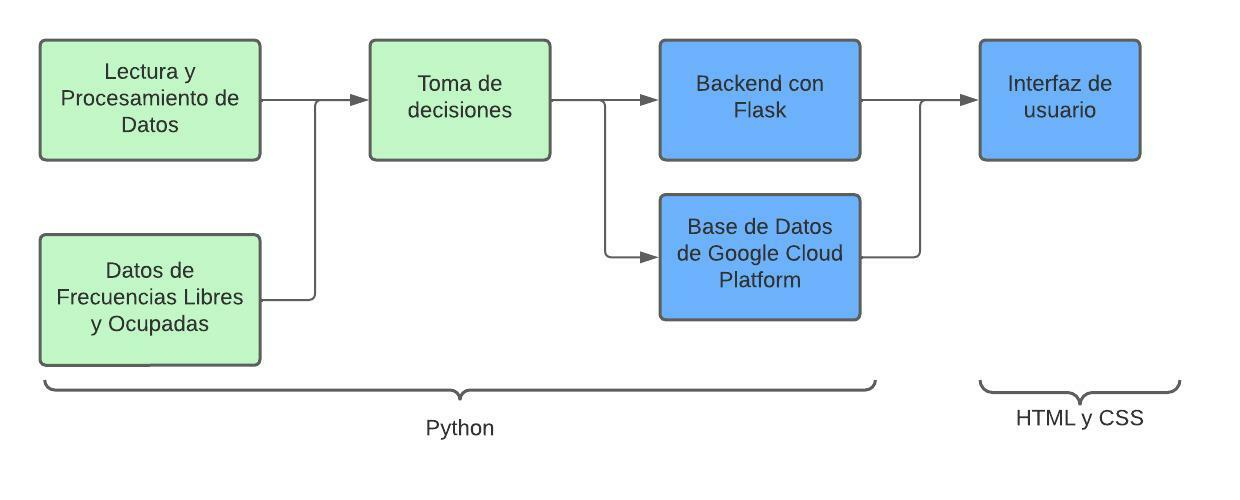 Lectura y
Procesamiento de
Datos
Toma de
decisiones
Backend con
Flask
Interfaz de
usuario
Base de Datos
de Google Cloud
Platform
Datos de
Frecuencias Libres
y Ocupadas
Python
HTML y CSS